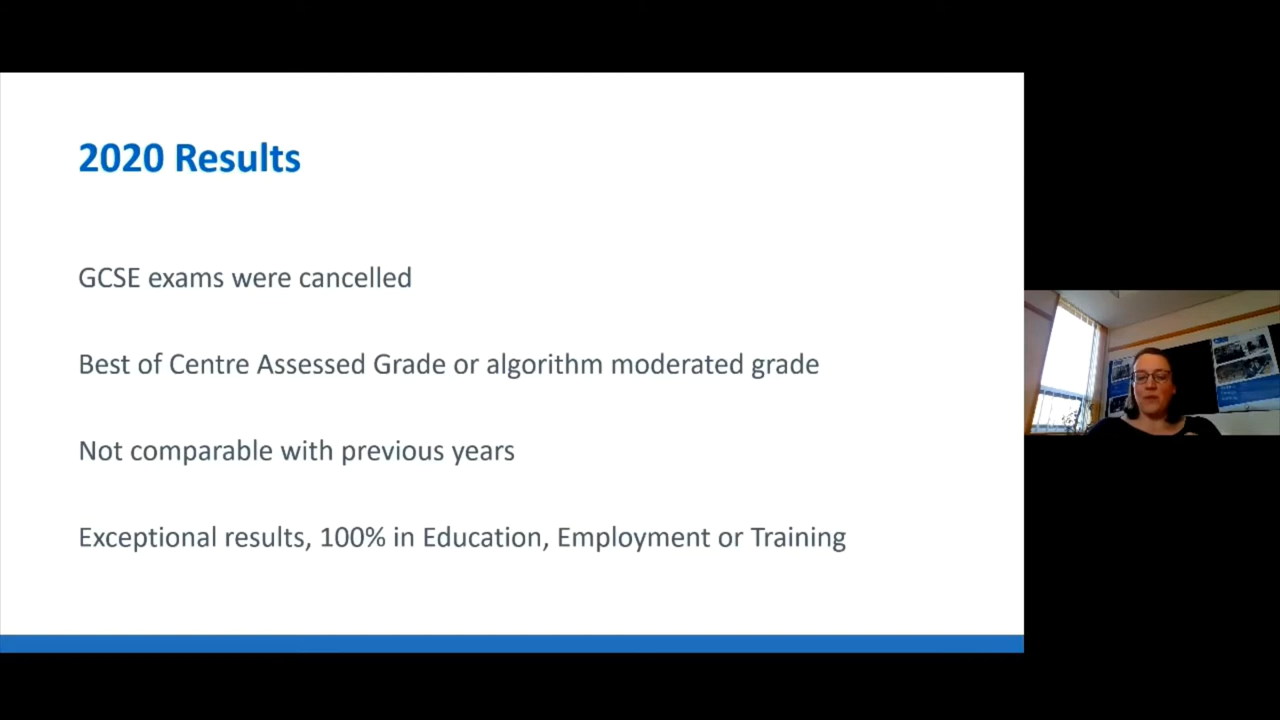 2020 Results
GCSE exams were cancelled
Best of Centre Assessed Grade or algorithm moderated grade
Not comparable with previous years
Exceptional results, 100% in Education, Employment or Training